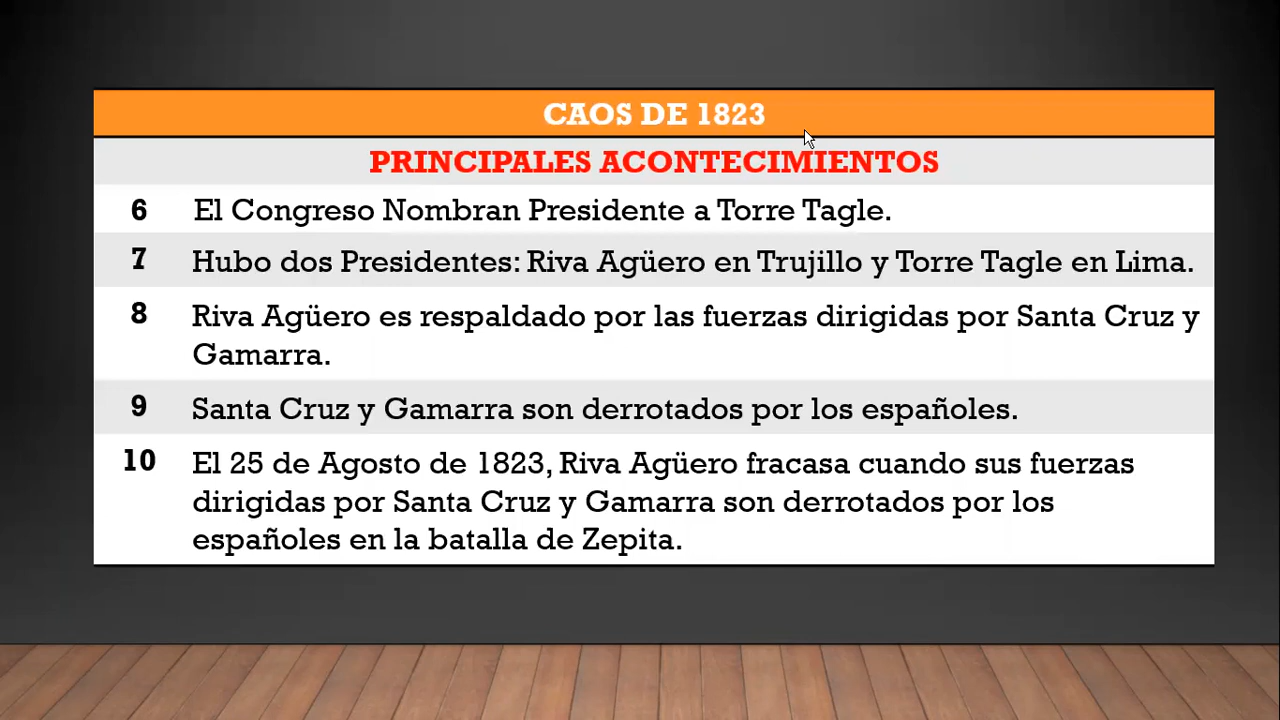 CAOS DE 1823
PRINCIPALES ACONTECIMIENTOS
6 El Congreso Nombran Presidente a Torre Tagle.
7 Hubo dos Presidentes: Riva Agüero en Trujillo y Torre Tagle en Lima.
8 Riva Agüero es respaldado por las fuerzas dirigidas por Santa Cruz y
Gamarra.
9 Santa Cruz y Gamarra son derrotados por los españoles.
10 El 25 de Agosto de 1823, Riva Agüero fracasa cuando sus fuerzas
dirigidas por Santa Cruz y Gamarra son derrotados por los
españoles en la batalla de Zepita.